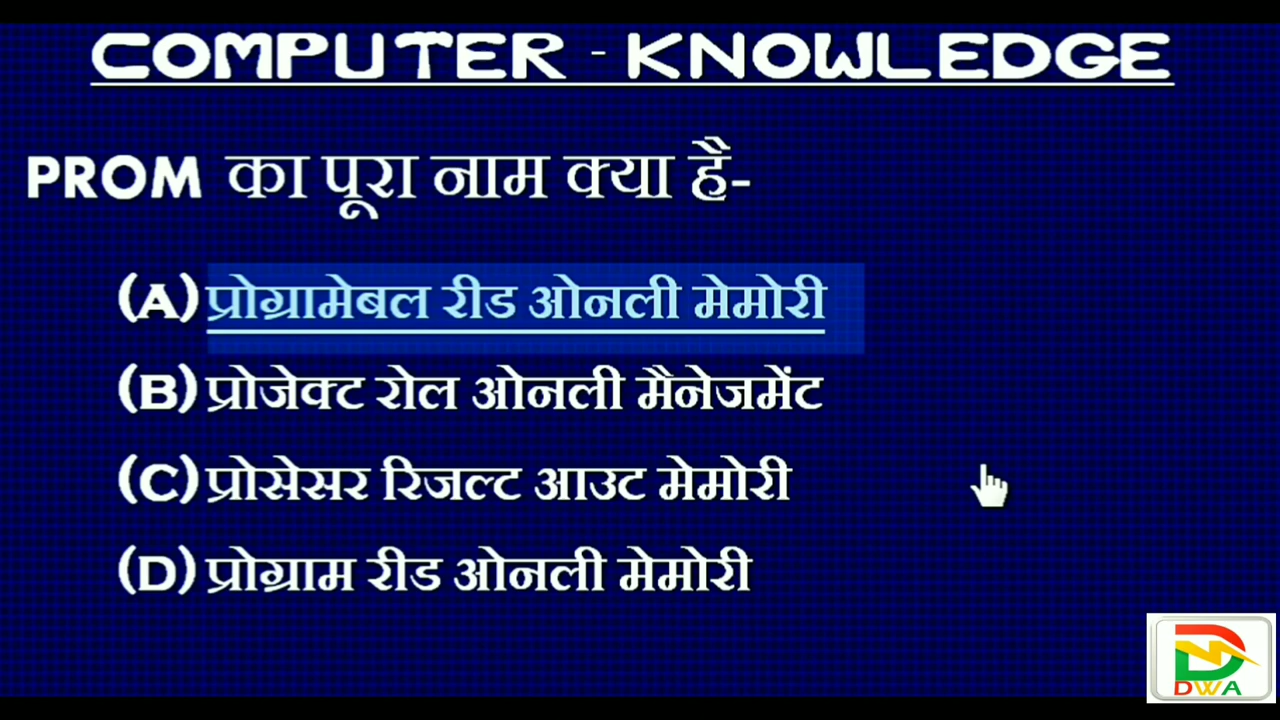 COMPUTER - KNOWLEDGE
PROM का पूरा नाम क्या है-
(A) प्रोग्रामेबल रीड ओनली मेमोरी
(B) प्रोजेक्ट रोल ओनली मैनेजमेंट
(C) प्रोसेसर रिजल्ट आउट मेमोरी
(D) प्रोग्राम रीड ओनली मेमोरी
DWA